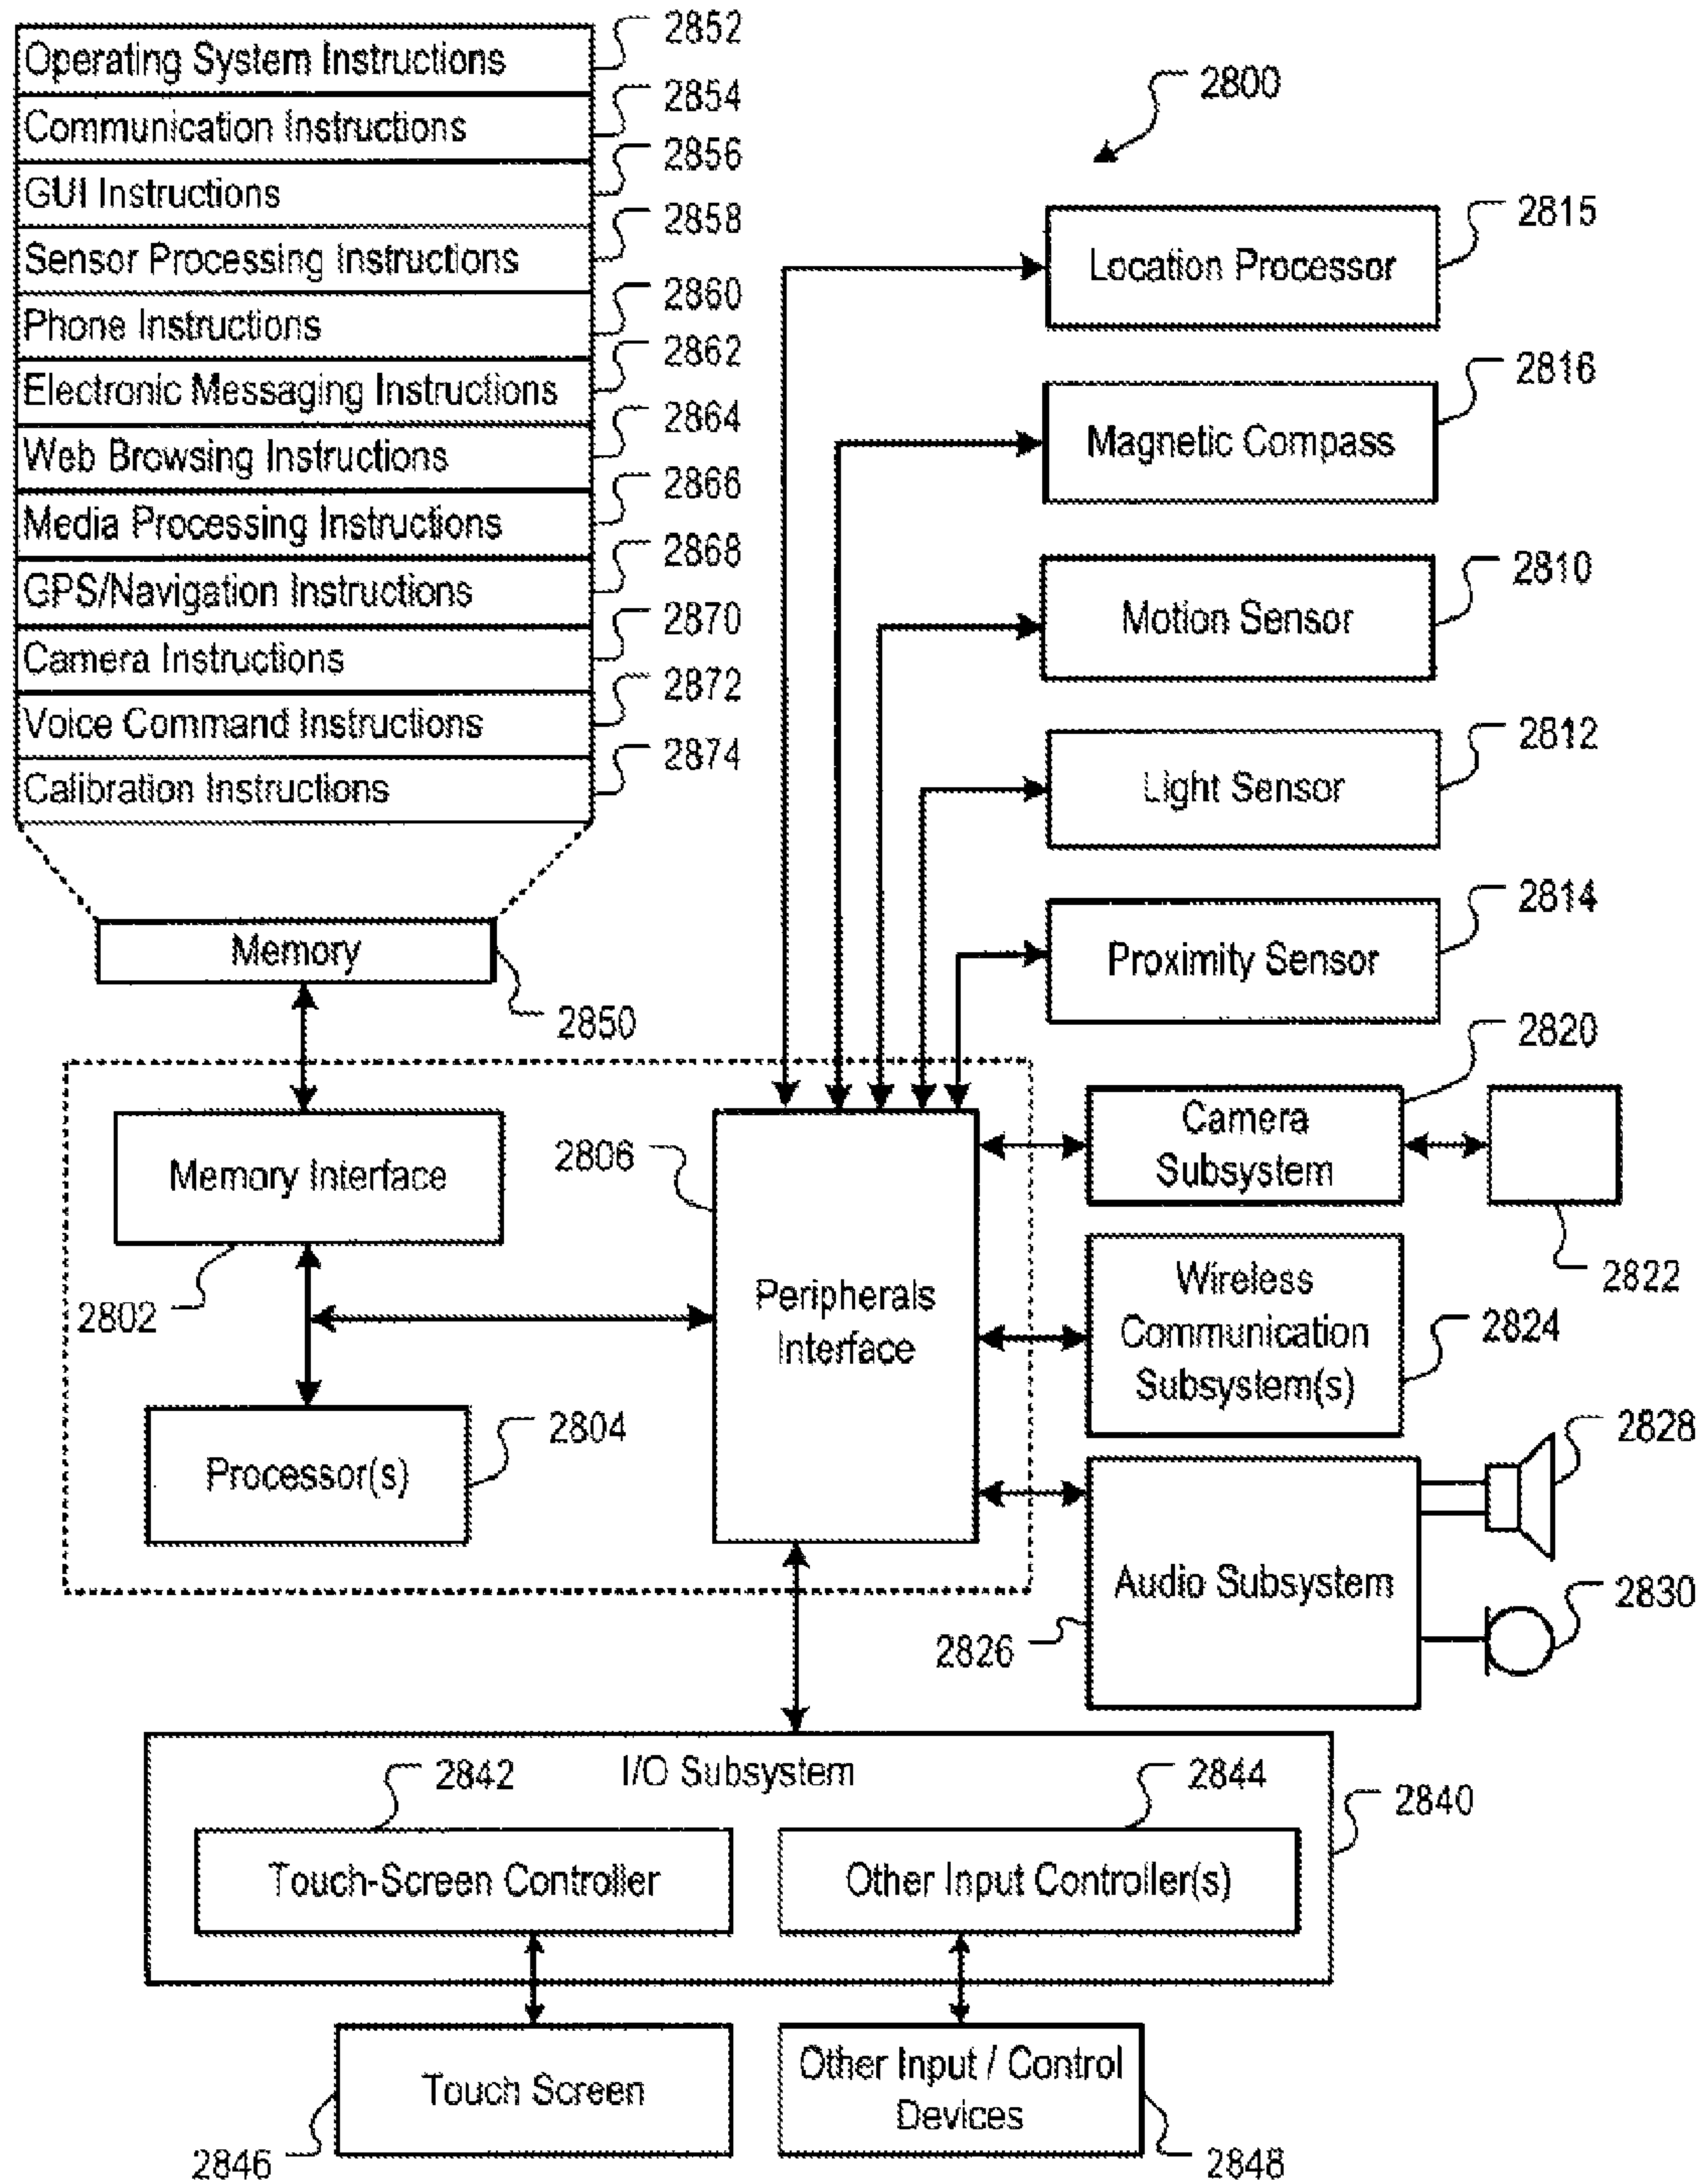 2852
Operating System Instructions
2854
Communication Instructions
2856
GUI Instructions
2858
Sensor Processing Instructions
2860
Phone Instructions
2862
Electronic Messaging Instructions
2864
Web Browsing Instructions
2866
Media Processing Instructions
2868
GPS/Navigation Instructions
2870
Camera Instructions
2872
Voice Command Instructions
2874
Calibration Instructions
Memory
2850
2800
2815
Location Processor
2816
Magnetic Compass
2810
Motion Sensor
2812
Light Sensor
2814
Proximity Sensor
2820
Camera
Subsystem
2822
Memory Interface
2802
2806
Peripherals
Interface
Wireless
Communication
Subsystem(s)
2824
2804
Processor(s)
2828
Audio Subsystem
2826
2830
I/O Subsystem
2842
2844
2840
Touch-Screen Controller
Other Input Controller(s)
Touch Screen
2846
Other Input / Control
Devices
2848